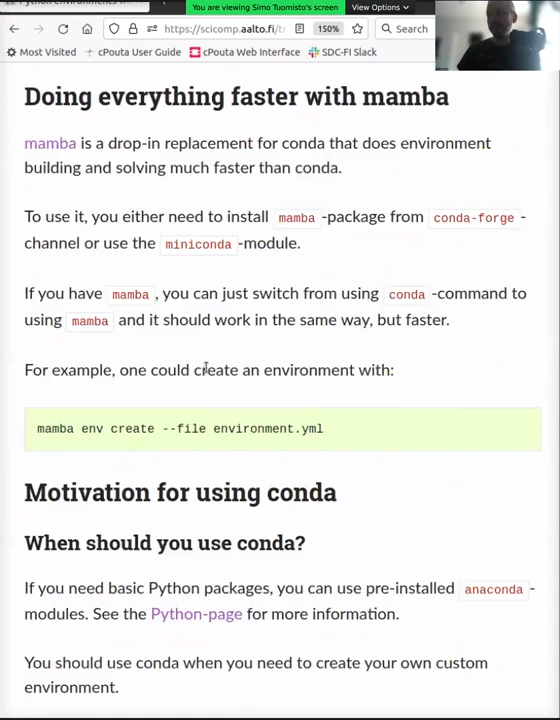 You are viewing Simo Tuomisto's screen View Options
https://scicomp.aalto.fi/t 150% Search
Most Visited cPouta User Guide cPouta Web Interface SDC-FI Slack
Doing everything faster with mamba
mamba is a drop-in replacement for conda that does environment
building and solving much faster than conda.
To use it, you either need to install mamba -package from conda-forge -
channel or use the miniconda -module.
If you have mamba , you can just switch from using conda -command to
using mamba and it should work in the same way, but faster.
For example, one could create an environment with:
mamba env create --file environment.yml
Motivation for using conda
When should you use conda?
If you need basic Python packages, you can use pre-installed anaconda -
modules. See the Python-page for more information.
You should use conda when you need to create your own custom
environment.